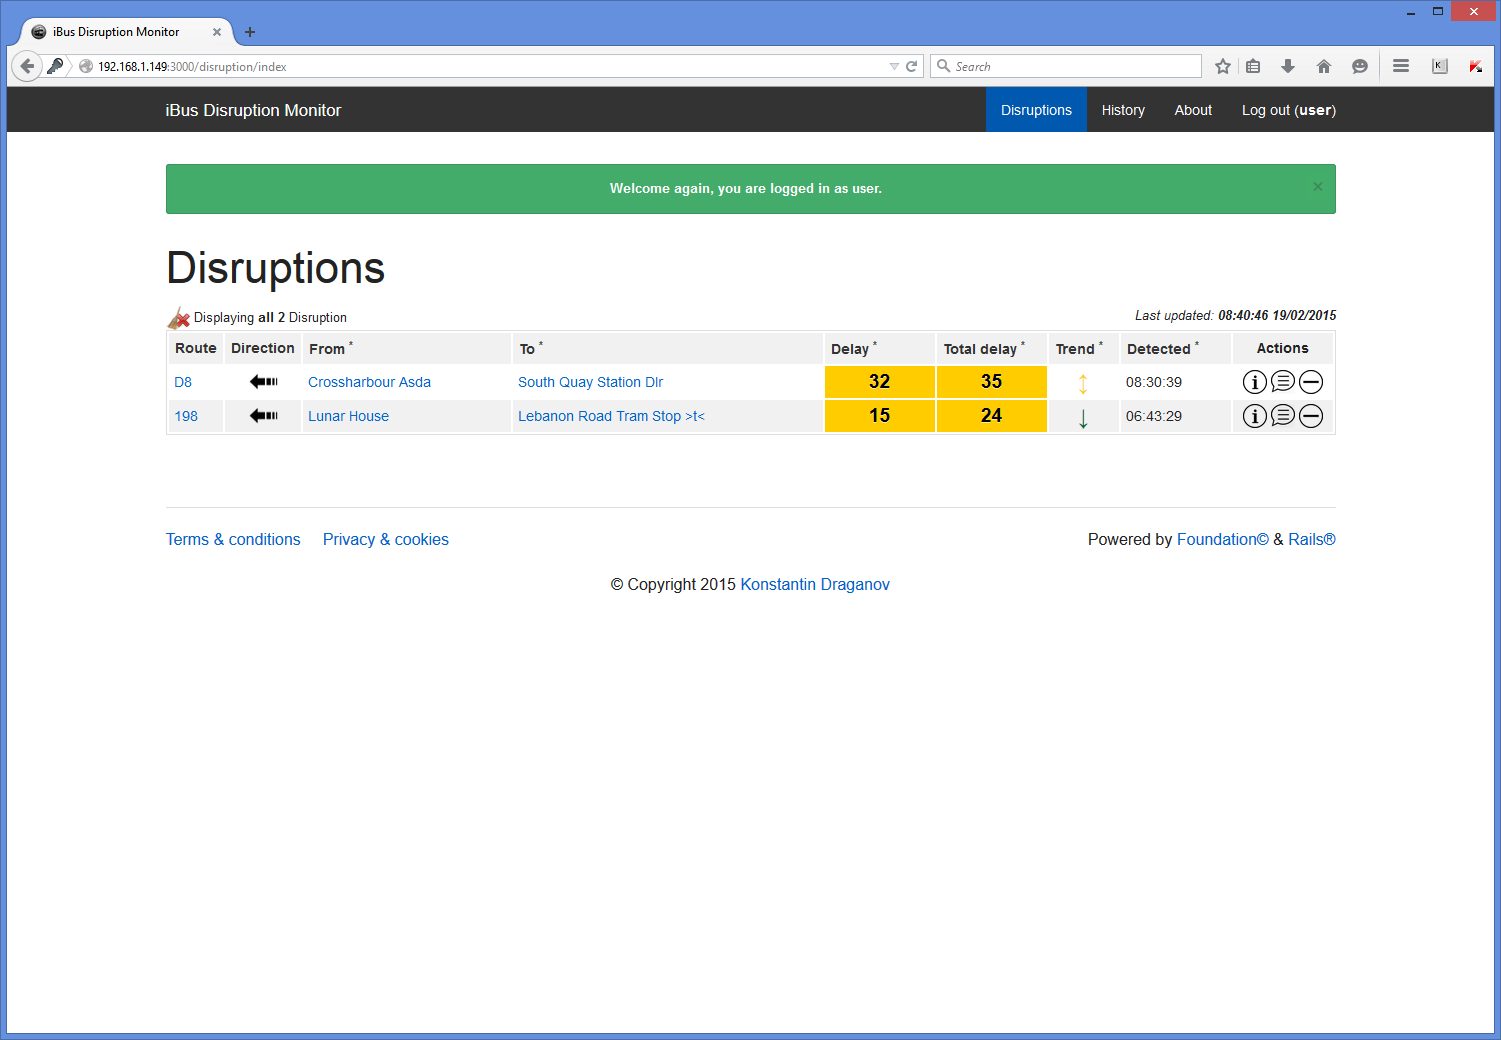 iBus Disruption Monitor
192.168.1.149:3000/disruption/index
Search
iBus Disruption Monitor Disruptions History About Log out (user)
Welcome again, you are logged in as user. ×
Disruptions
Displaying all 2 Disruption
Last updated: 08:40:46 19/02/2015
Route Direction From * To * Delay * Total delay * Trend * Detected * Actions
D8 Crossharbour Asda South Quay Station Dlr 32 35 08:30:39
198 Lunar House Lebanon Road Tram Stop >t< 15 24 06:43:29
Terms & conditions Privacy & cookies Powered by Foundation© & Rails®
© Copyright 2015 Konstantin Draganov